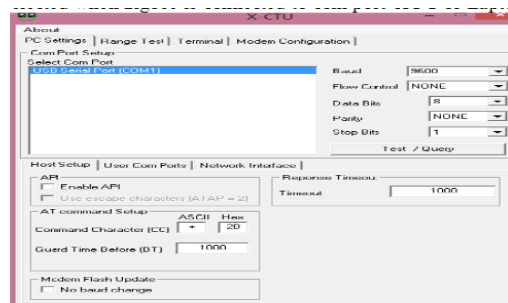 X-CTU
About
PC Settings | Range Test | Terminal | Modem Configuration
Com Port Setup
Select Com Port
USB Serial Port (COM1)
Baud 9600
Flow Control NONE
Data Bits 8
Parity NONE
Stop Bits 1
Test / Query
Host Setup | User Com Ports | Network Interface
API
Enable API
Use escape characters (ATAP = 2)
Reponse Timeou
Timeout 1000
AT command Setup
ASCII Hex
Command Character (CC) + 2B
Guard Time Before (BT) 1000
Modem Flash Update
No baud change